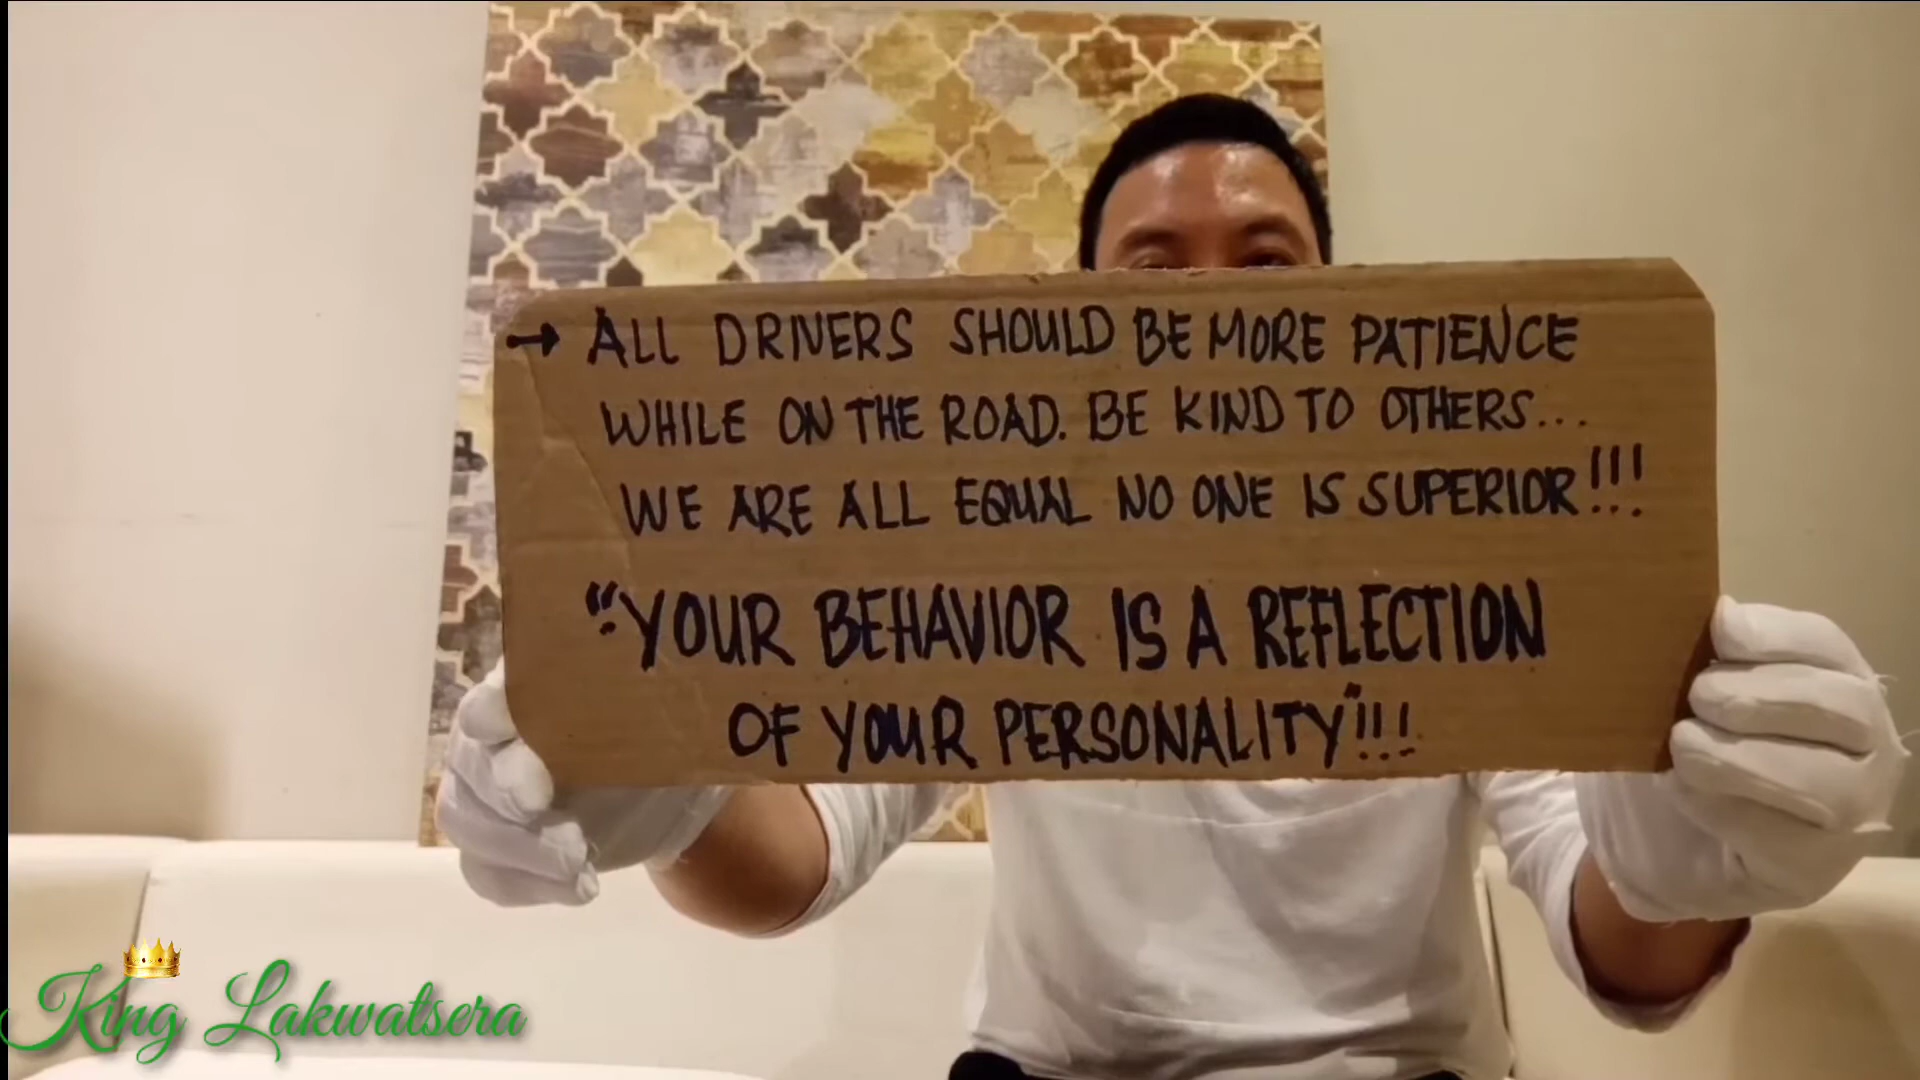 → ALL DRIVERS SHOULD BE MORE PATIENCE
WHILE ON THE ROAD. BE KIND TO OTHERS...
WE ARE ALL EQUAL NO ONE IS SUPERIOR!!!
"YOUR BEHAVIOR IS A REFLECTION
OF YOUR PERSONALITY"!!!
King Lakwatsera